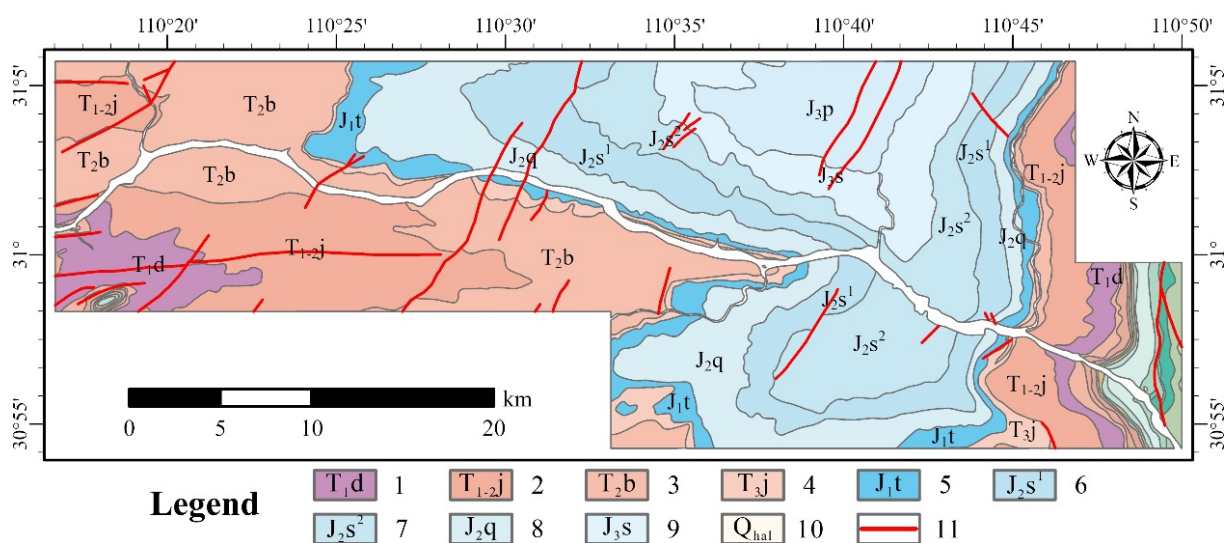 110°20' 110°25' 110°30' 110°35' 110°40' 110°45' 110°50'
31°5' 31°5'
T₁₋₂j T₂b J₁t J₃p
T₂b J₂s² J₂s¹
T₂b J₂q J₂s¹ J₃s T₁₋₂j
N
W E
S
31° 31°
T₁d T₁₋₂j T₂b J₂s² J₂q T₁d
J₂s¹
J₂q J₂s² T₁₋₂j
J₁t
30°55' 30°55'
J₁t T₃j
km
0 5 10 20
Legend
T₁d 1 T₁₋₂j 2 T₂b 3 T₃j 4 J₁t 5 J₂s¹ 6
J₂s² 7 J₂q 8 J₃s 9 Qhal 10 11